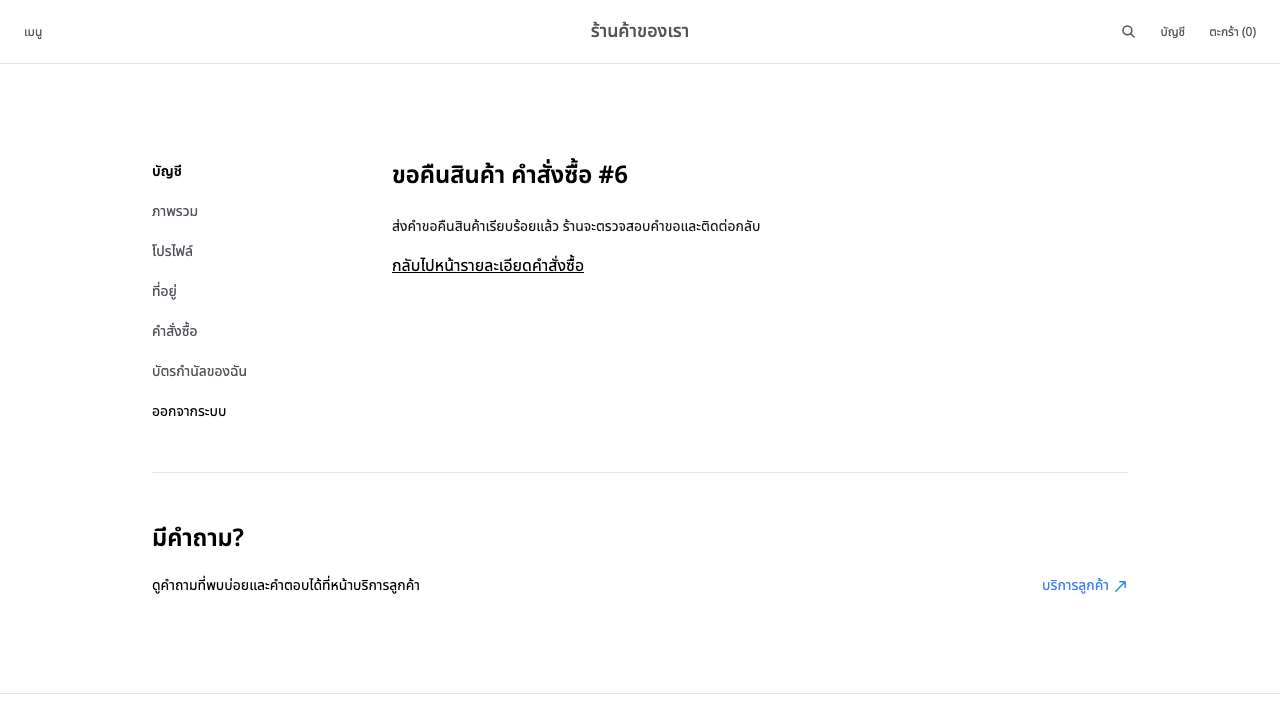 เมนู
ร้านค้าของเรา
บัญชี
ตะกร้า (0)
บัญชี
ภาพรวม
โปรไฟล์
ที่อยู่
คำสั่งซื้อ
บัตรกำนัลของฉัน
ออกจากระบบ
ขอคืนสินค้า คำสั่งซื้อ #6
ส่งคำขอคืนสินค้าเรียบร้อยแล้ว ร้านจะตรวจสอบคำขอและติดต่อกลับ
กลับไปหน้ารายละเอียดคำสั่งซื้อ
มีคำถาม?
ดูคำถามที่พบบ่อยและคำตอบได้ที่หน้าบริการลูกค้า
บริการลูกค้า